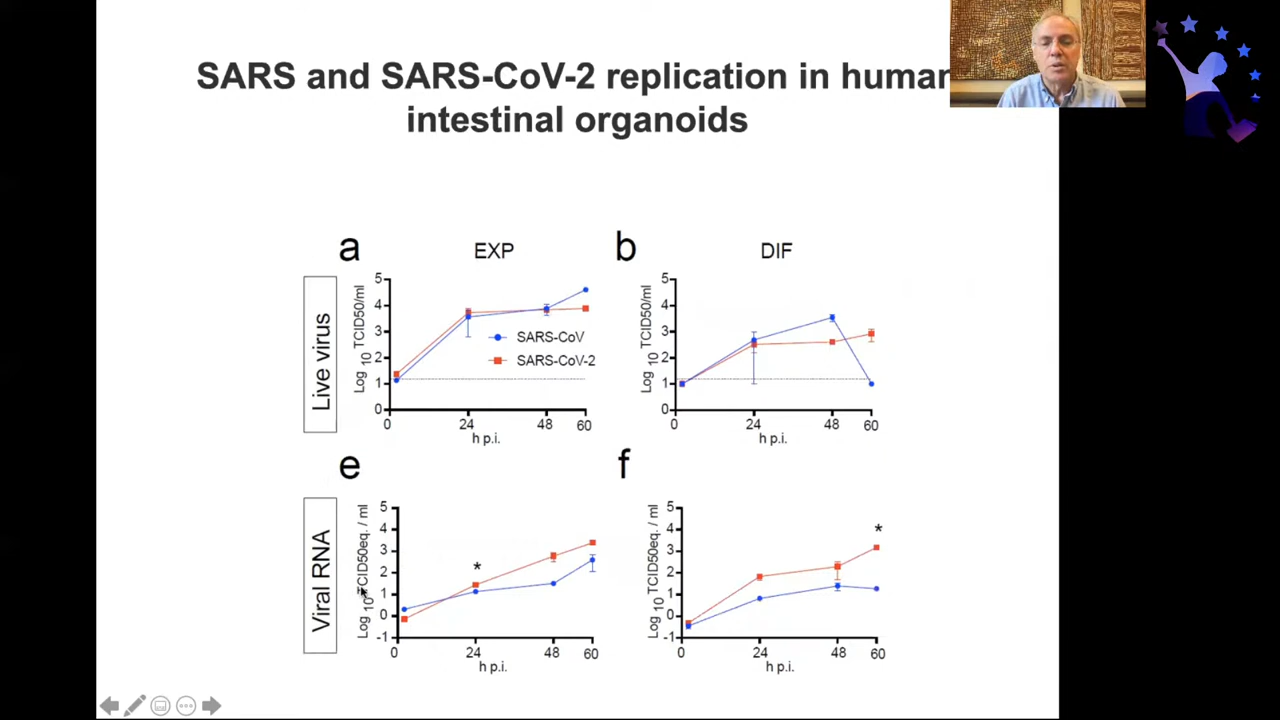 SARS and SARS-CoV-2 replication in human
intestinal organoids
a
EXP
b
DIF
Live virus
Log 10 TCID50/ml
5
4
3
2
1
0
0
24
48
60
h p.i.
SARS-CoV
SARS-CoV-2
Log 10 TCID50/ml
5
4
3
2
1
0
0
24
48
60
h p.i.
e
f
Viral RNA
Log 10 TCID50eq. / ml
5
4
3
2
1
0
-1
*
0
24
48
60
h p.i.
Log 10 TCID50eq. / ml
5
4
3
2
1
0
-1
*
0
24
48
60
h p.i.